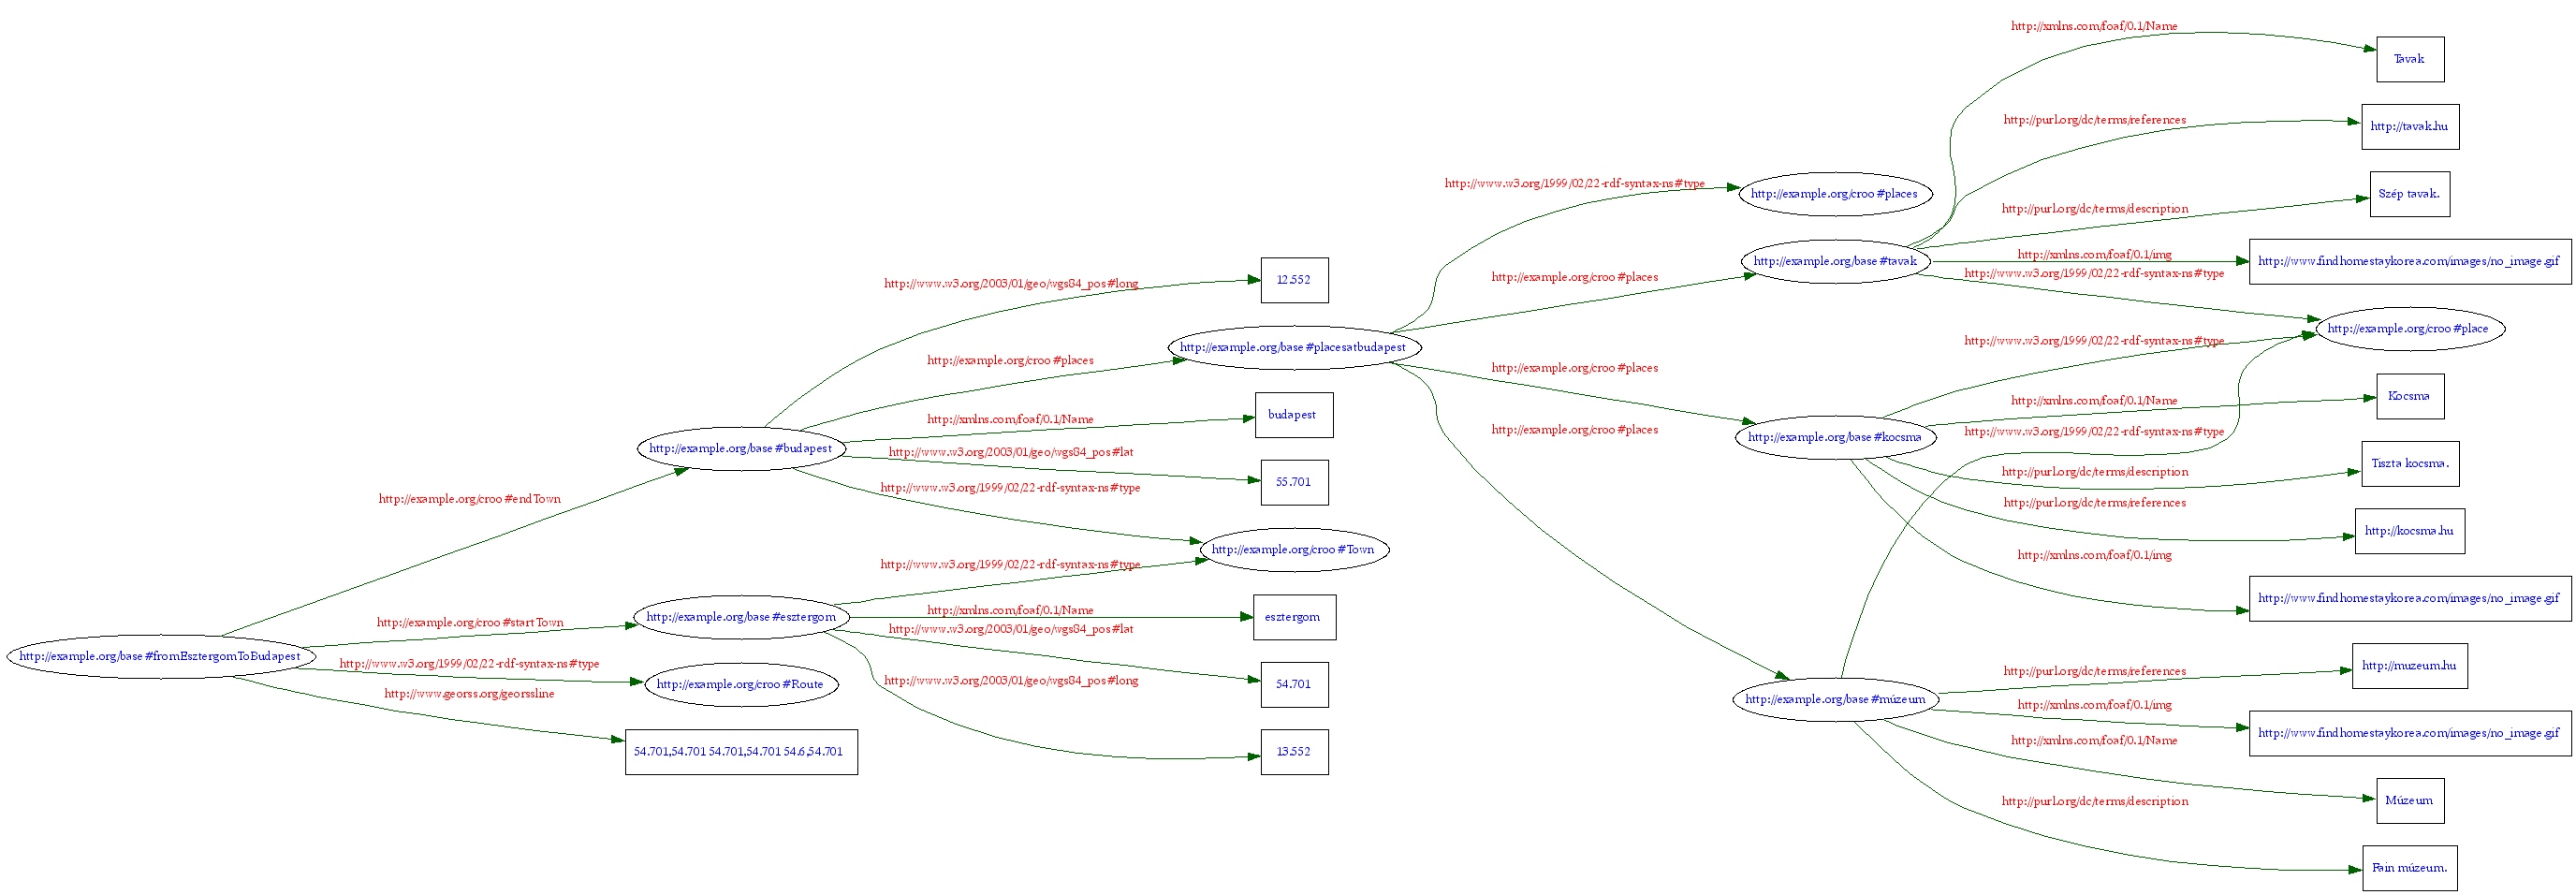 http://xmlns.com/foaf/0.1/Name
Tavak
http://purl.org/dc/terms/references
http://tavak.hu
http://www.w3.org/1999/02/22-rdf-syntax-ns#type
http://example.org/croo#places
Szép tavak.
http://purl.org/dc/terms/description
http://xmlns.com/foaf/0.1/img
http://example.org/base#tavak
http://www.findhomestaykorea.com/images/no_image.gif
http://www.w3.org/1999/02/22-rdf-syntax-ns#type
http://www.w3.org/2003/01/geo/wgs84_pos#long
12.552
http://example.org/croo#places
http://example.org/croo#place
http://www.w3.org/1999/02/22-rdf-syntax-ns#type
http://example.org/base#placesatbudapest
http://example.org/croo#places
http://example.org/croo#places
http://xmlns.com/foaf/0.1/Name
Kocsma
http://xmlns.com/foaf/0.1/Name
budapest
http://example.org/croo#places
http://www.w3.org/1999/02/22-rdf-syntax-ns#type
http://example.org/base#kocsma
http://example.org/base#budapest
http://www.w3.org/2003/01/geo/wgs84_pos#lat
Tiszta kocsma.
http://purl.org/dc/terms/description
55.701
http://www.w3.org/1999/02/22-rdf-syntax-ns#type
http://example.org/croo#endTown
http://purl.org/dc/terms/references
http://kocsma.hu
http://example.org/croo#Town
http://xmlns.com/foaf/0.1/img
http://www.w3.org/1999/02/22-rdf-syntax-ns#type
http://www.findhomestaykorea.com/images/no_image.gif
http://xmlns.com/foaf/0.1/Name
http://example.org/base#esztergom
esztergom
http://example.org/croo#startTown
http://www.w3.org/2003/01/geo/wgs84_pos#lat
http://example.org/base#fromEsztergomToBudapest
http://www.w3.org/1999/02/22-rdf-syntax-ns#type
http://muzeum.hu
http://purl.org/dc/terms/references
http://www.w3.org/2003/01/geo/wgs84_pos#long
http://example.org/croo#Route
54.701
http://www.georss.org/georssline
http://example.org/base#múzeum
http://xmlns.com/foaf/0.1/img
http://www.findhomestaykorea.com/images/no_image.gif
http://xmlns.com/foaf/0.1/Name
54.701,54.701 54.701,54.701 54.6,54.701
13.552
Múzeum
http://purl.org/dc/terms/description
Fain múzeum.